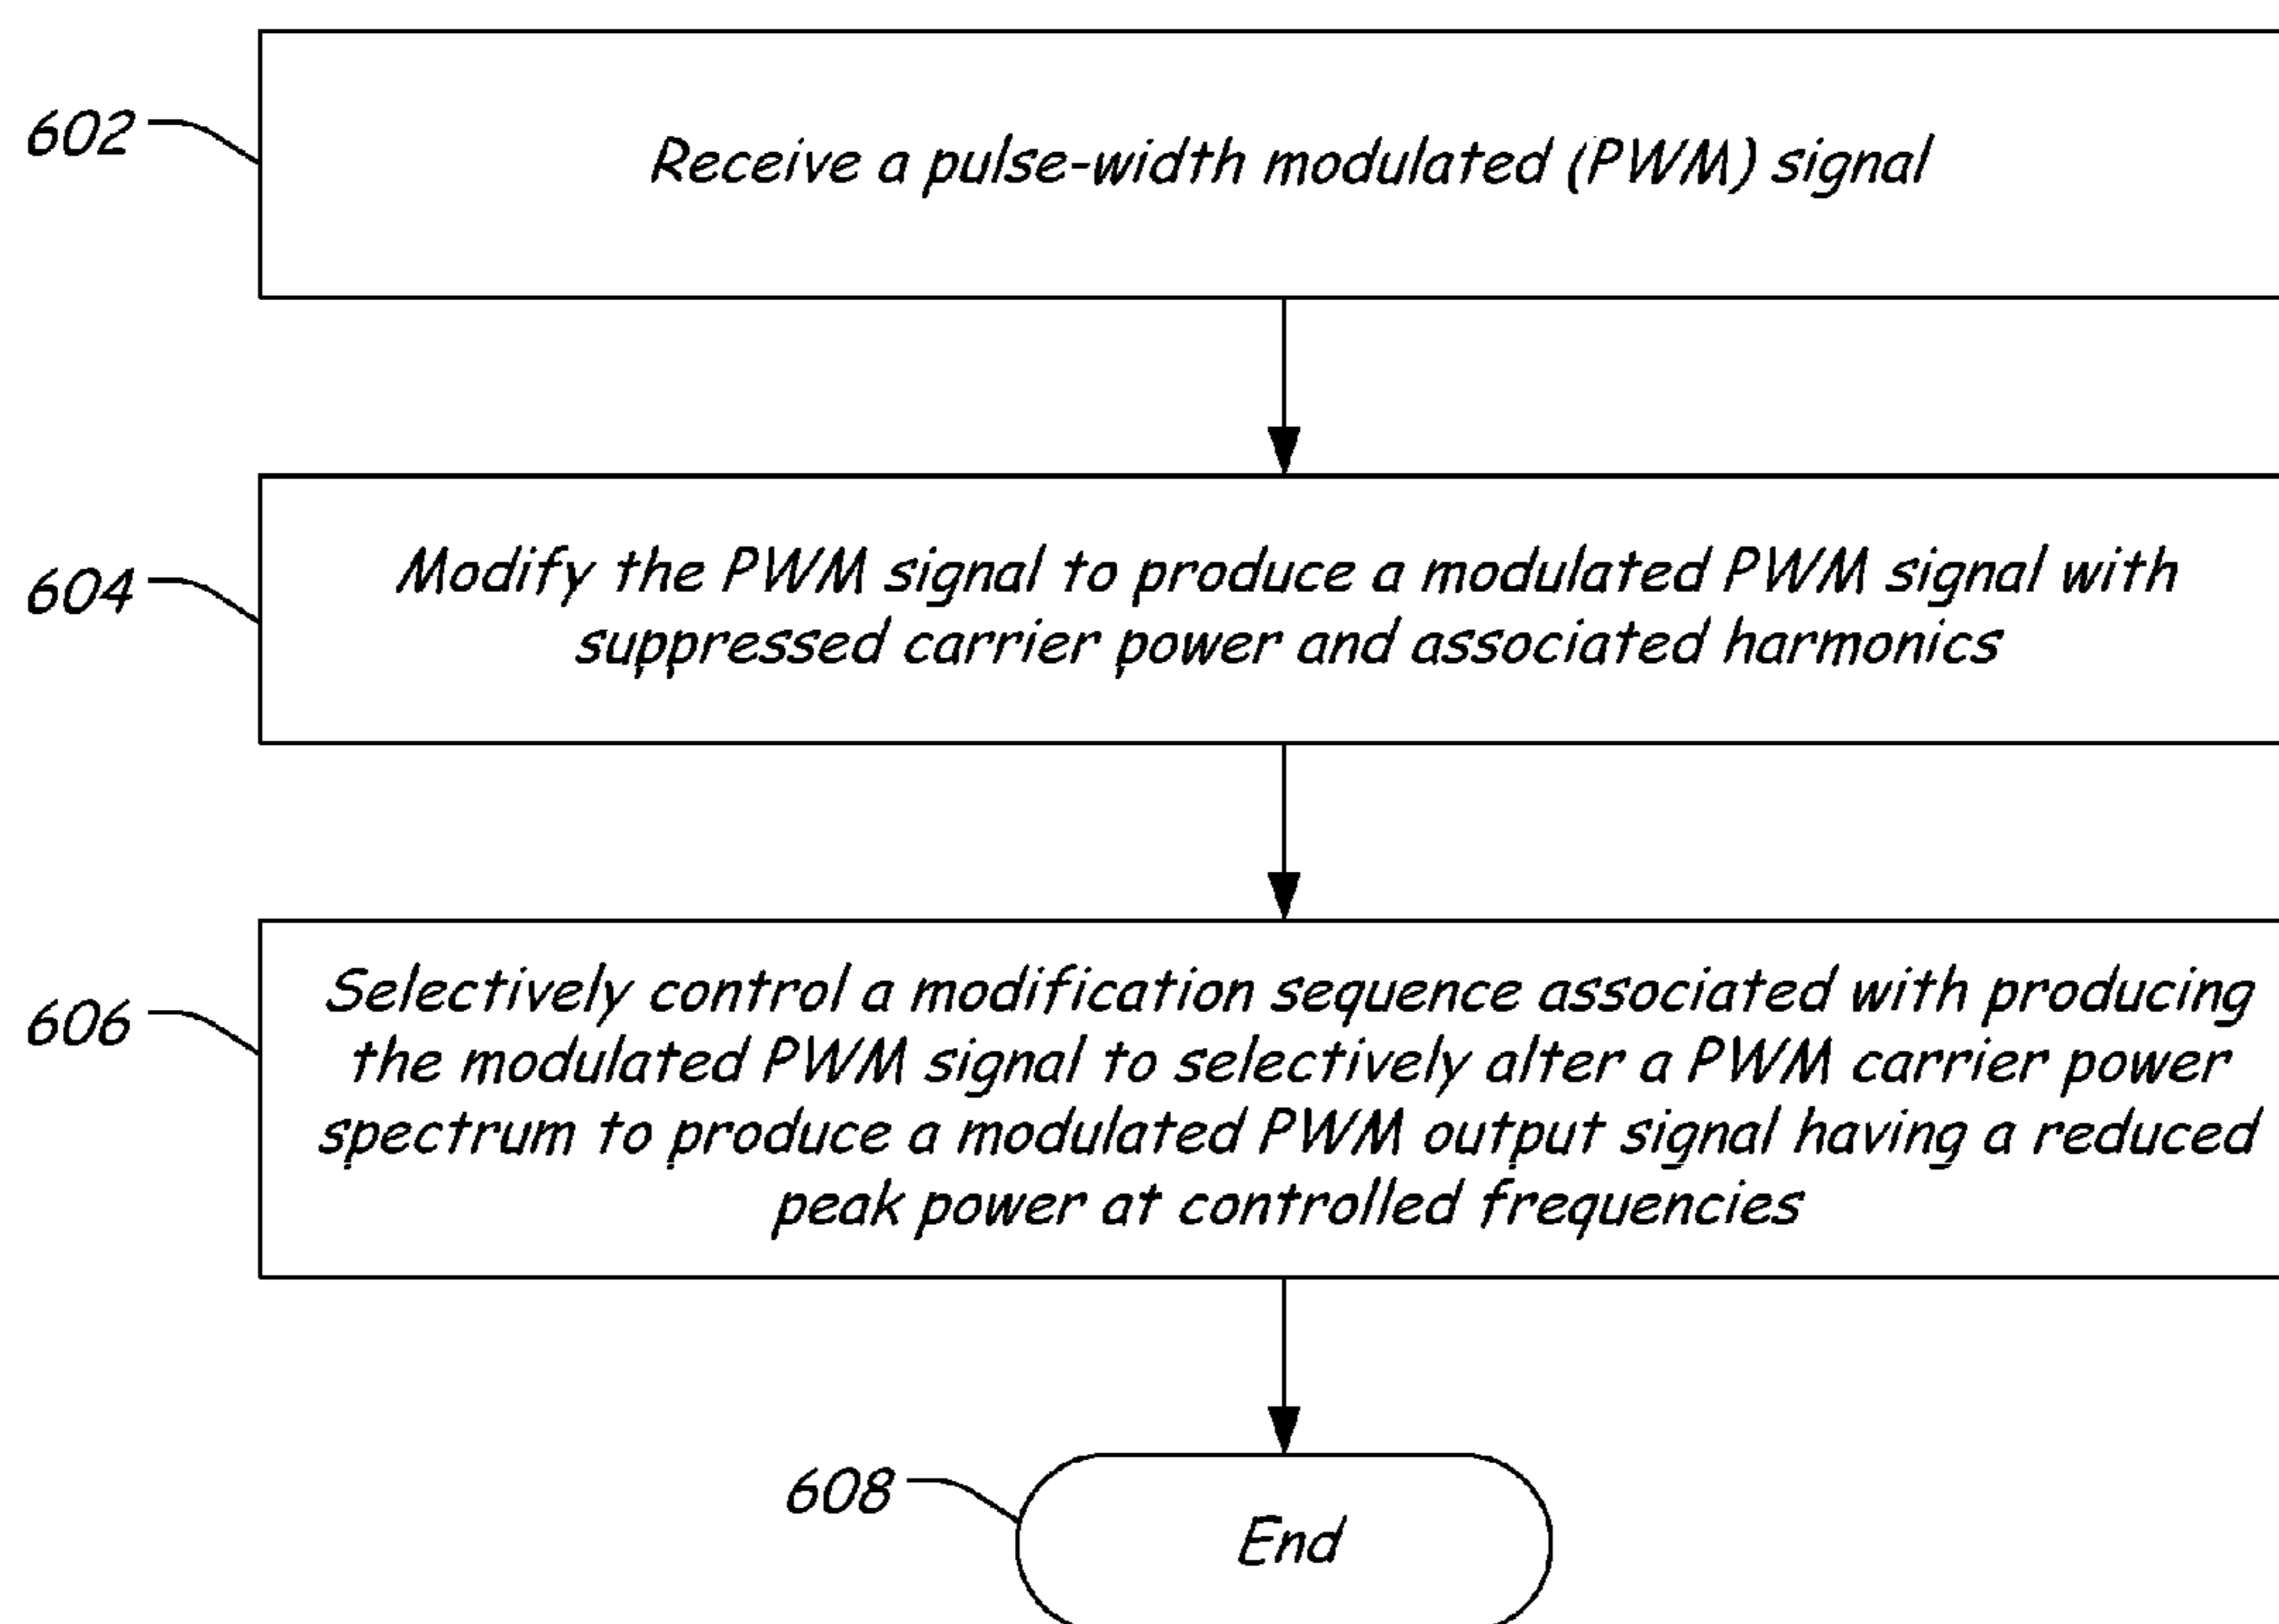 602
Receive a pulse-width modulated (PWM) signal
604
Modify the PWM signal to produce a modulated PWM signal with
suppressed carrier power and associated harmonics
606
Selectively control a modification sequence associated with producing
the modulated PWM signal to selectively alter a PWM carrier power
spectrum to produce a modulated PWM output signal having a reduced
peak power at controlled frequencies
608
End